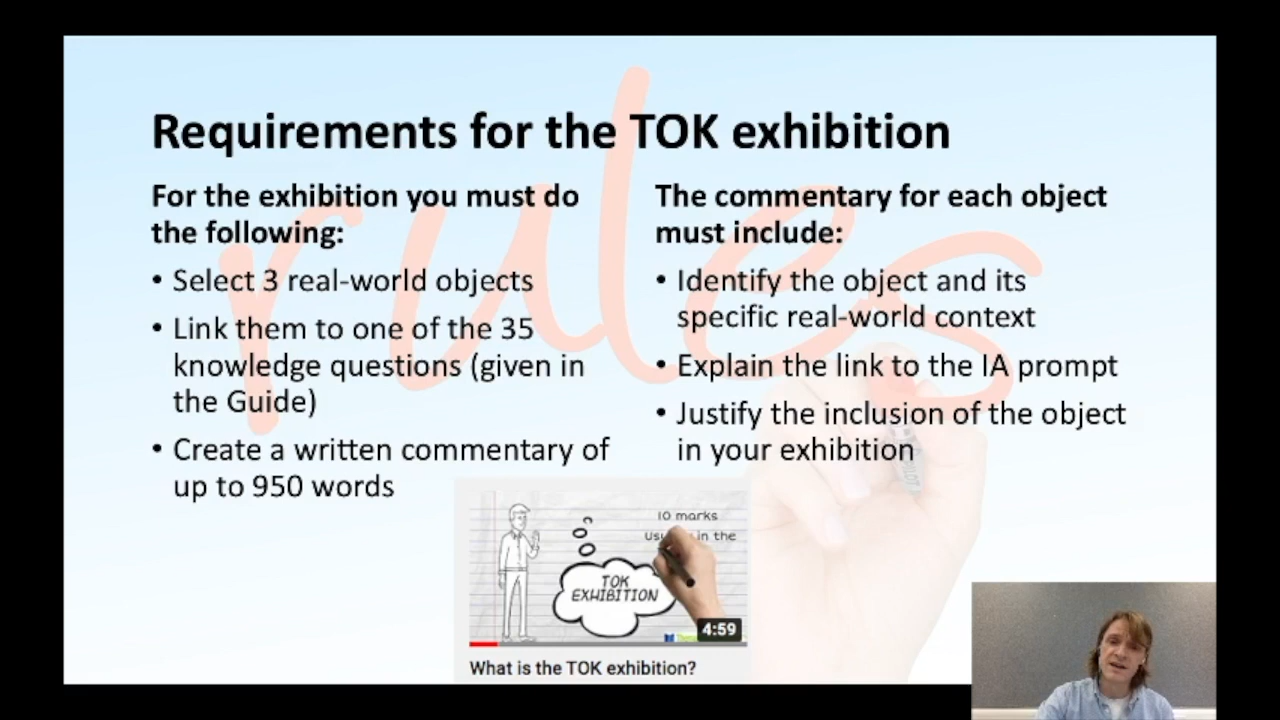 rules
Requirements for the TOK exhibition
For the exhibition you must do
the following:
• Select 3 real-world objects
• Link them to one of the 35
knowledge questions (given in
the Guide)
• Create a written commentary of
up to 950 words
The commentary for each object
must include:
• Identify the object and its
specific real-world context
• Explain the link to the IA prompt
• Justify the inclusion of the object
in your exhibition
10 marks
in the
TOK
EXHIBITION
4:59
What is the TOK exhibition?